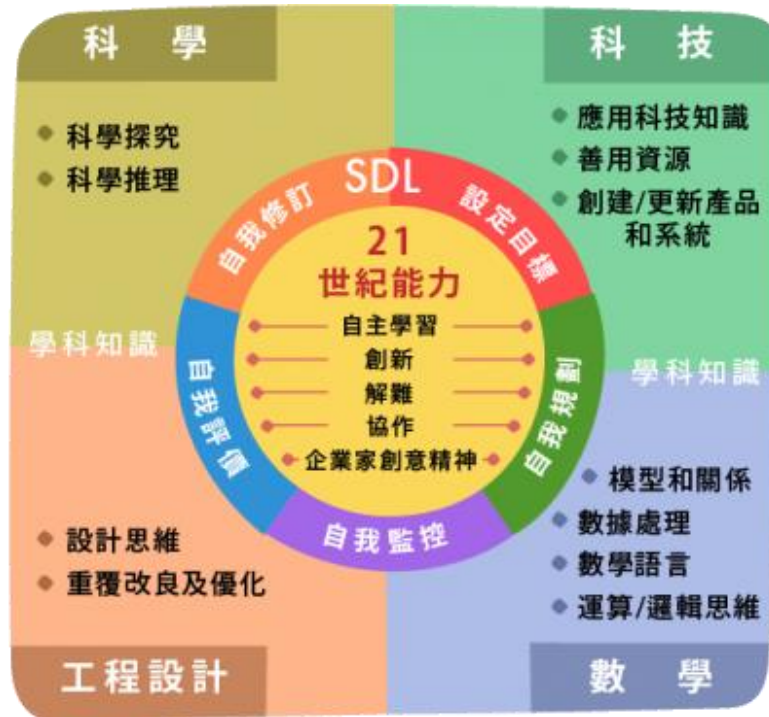 科學
科學探究
科學推理
科技
應用科技知識
善用資源
創建/更新產品
和系統
SDL
設定目標
自我規劃
自我監控
自我評價
自我修訂
21
世紀能力
自主學習
創新
解難
協作
企業家創意精神
學科知識
學科知識
設計思維
重覆改良及優化
工程設計
模型和關係
數據處理
數學語言
運算/邏輯思維
數學